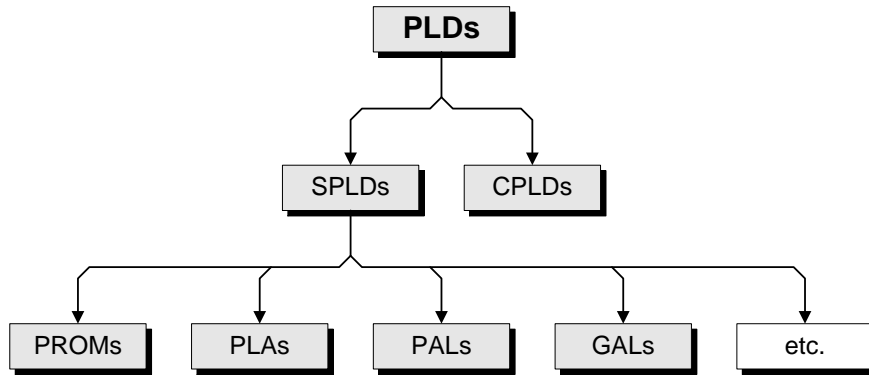 PLDs
SPLDs
CPLDs
PROMs
PLAs
PALs
GALs
etc.